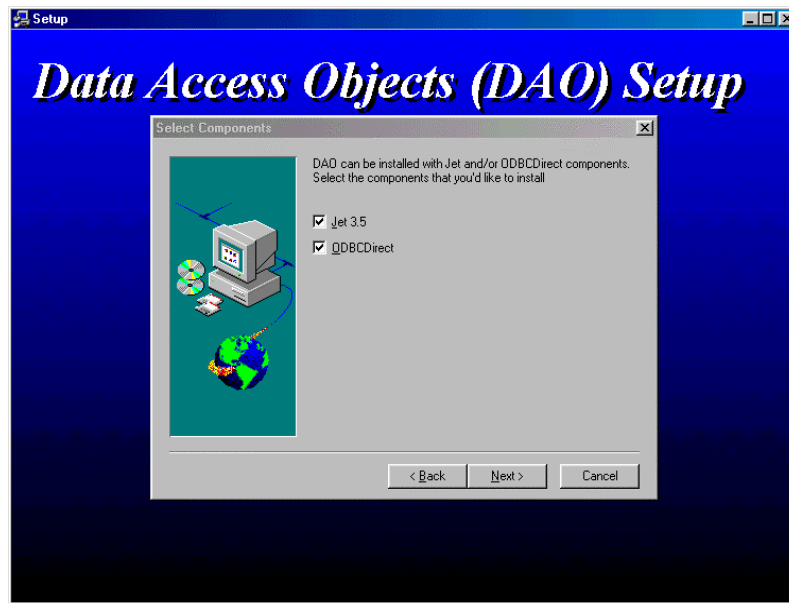 Setup
Data Access Objects (DAO) Setup
Select Components
DAO can be installed with Jet and/or ODBCDirect components.
Select the components that you'd like to install
Jet 3.5
ODBCDirect
< Back
Next >
Cancel